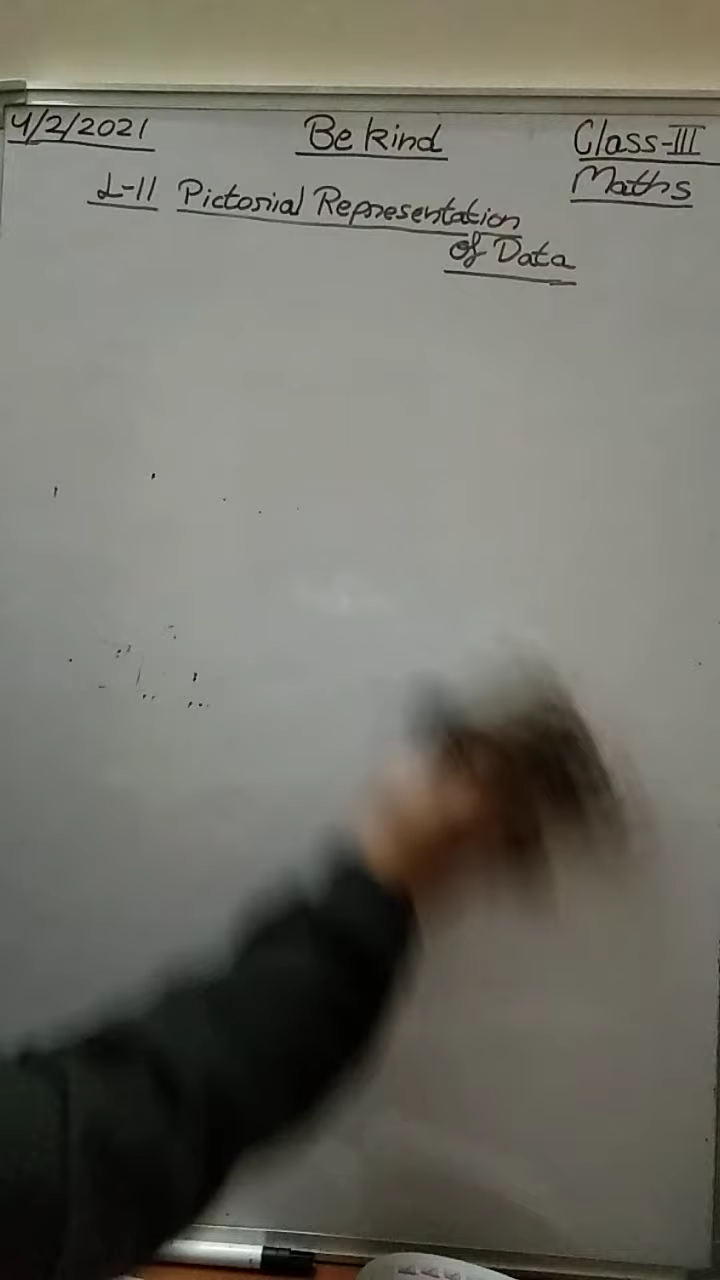 4/2/2021 Be kind Class-III
Maths
L-11 Pictorial Representation
of Data